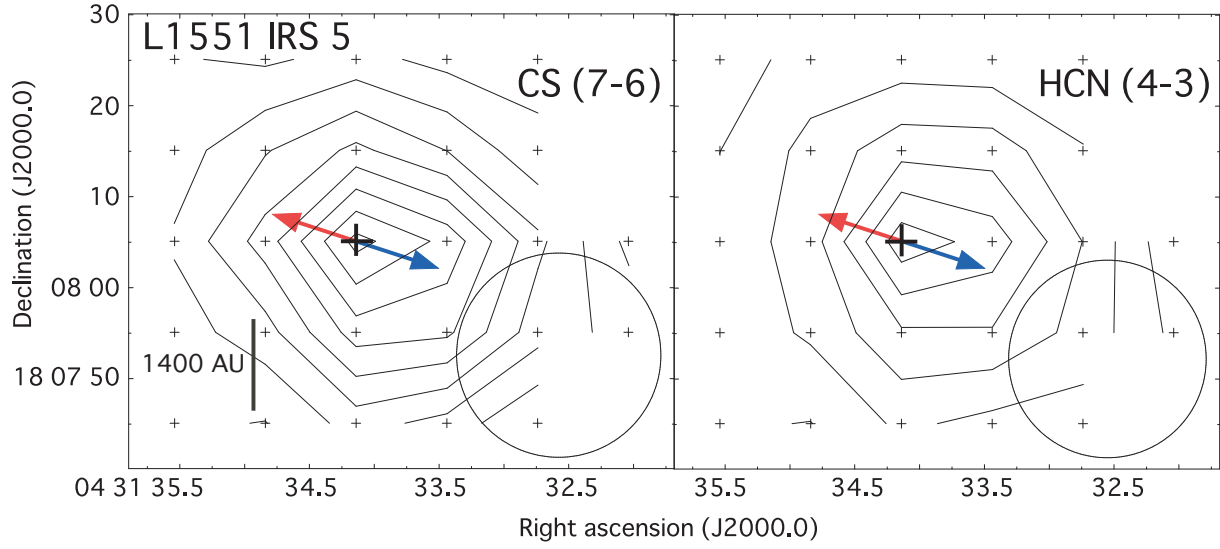 L1551 IRS 5
CS (7-6)
HCN (4-3)
30
20
10
08 00
18 07 50
Declination (J2000.0)
1400 AU
04 31 35.5
34.5
33.5
32.5
35.5
34.5
33.5
32.5
Right ascension (J2000.0)